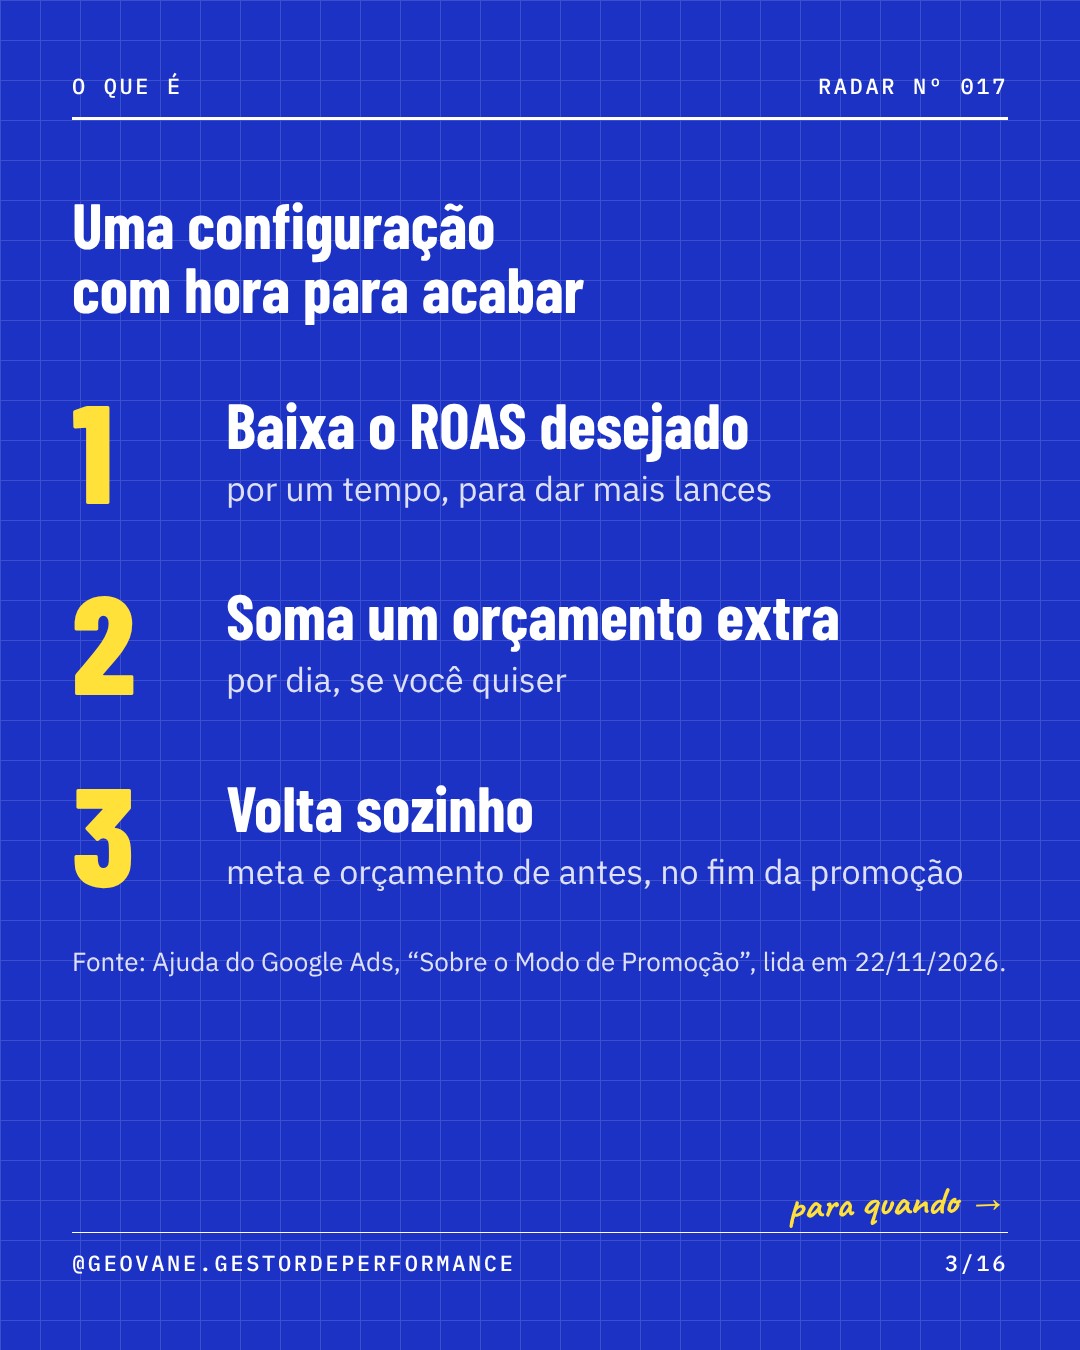 O QUE É
RADAR Nº 017
Uma configuração
com hora para acabar
1
Baixa o ROAS desejado
por um tempo, para dar mais lances
2
Soma um orçamento extra
por dia, se você quiser
3
Volta sozinho
meta e orçamento de antes, no fim da promoção
Fonte: Ajuda do Google Ads, “Sobre o Modo de Promoção”, lida em 22/11/2026.
para quando →
@GEOVANE.GESTORDEPERFORMANCE
3/16